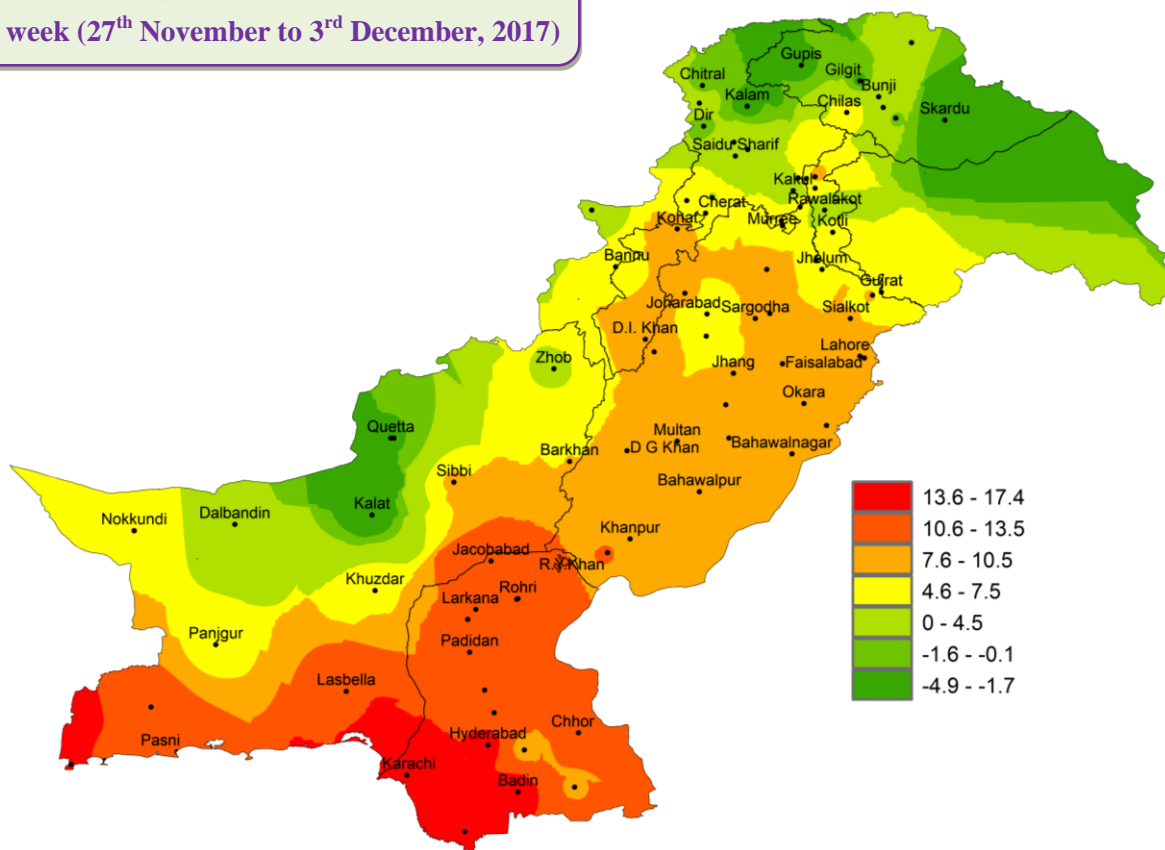 week (27th November to 3rd December, 2017)
Gupis
Gilgit
Chitral
Bunji
Kalam
Chilas
Skardu
Dir
Saidu Sharif
Kakul
Cherat
Rawalakot
Kohat
Murree
Kotli
Bannu
Jhelum
Gujrat
Joharabad
Sargodha
Sialkot
D.I. Khan
Lahore
Zhob
Jhang
Faisalabad
Okara
Quetta
Multan
Barkhan
D G Khan
Bahawalnagar
Sibbi
Bahawalpur
Kalat
Nokkundi
Dalbandin
Khanpur
Jacobabad
R.Y.Khan
Khuzdar
Rohri
Larkana
Panjgur
Padidan
Lasbella
Chhor
Pasni
Hyderabad
Karachi
Badin
13.6 - 17.4
10.6 - 13.5
7.6 - 10.5
4.6 - 7.5
0 - 4.5
-1.6 - -0.1
-4.9 - -1.7